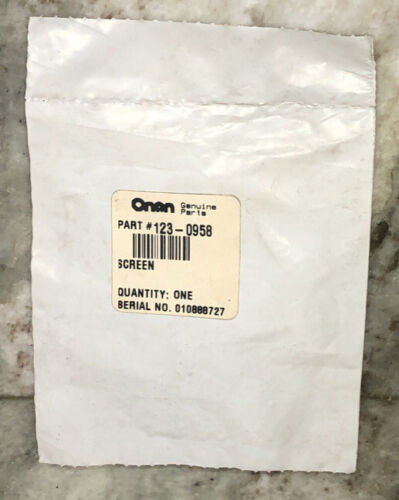 Onan Genuine Parts
PART #123-0958
SCREEN
QUANTITY: ONE
SERIAL NO. 010888727